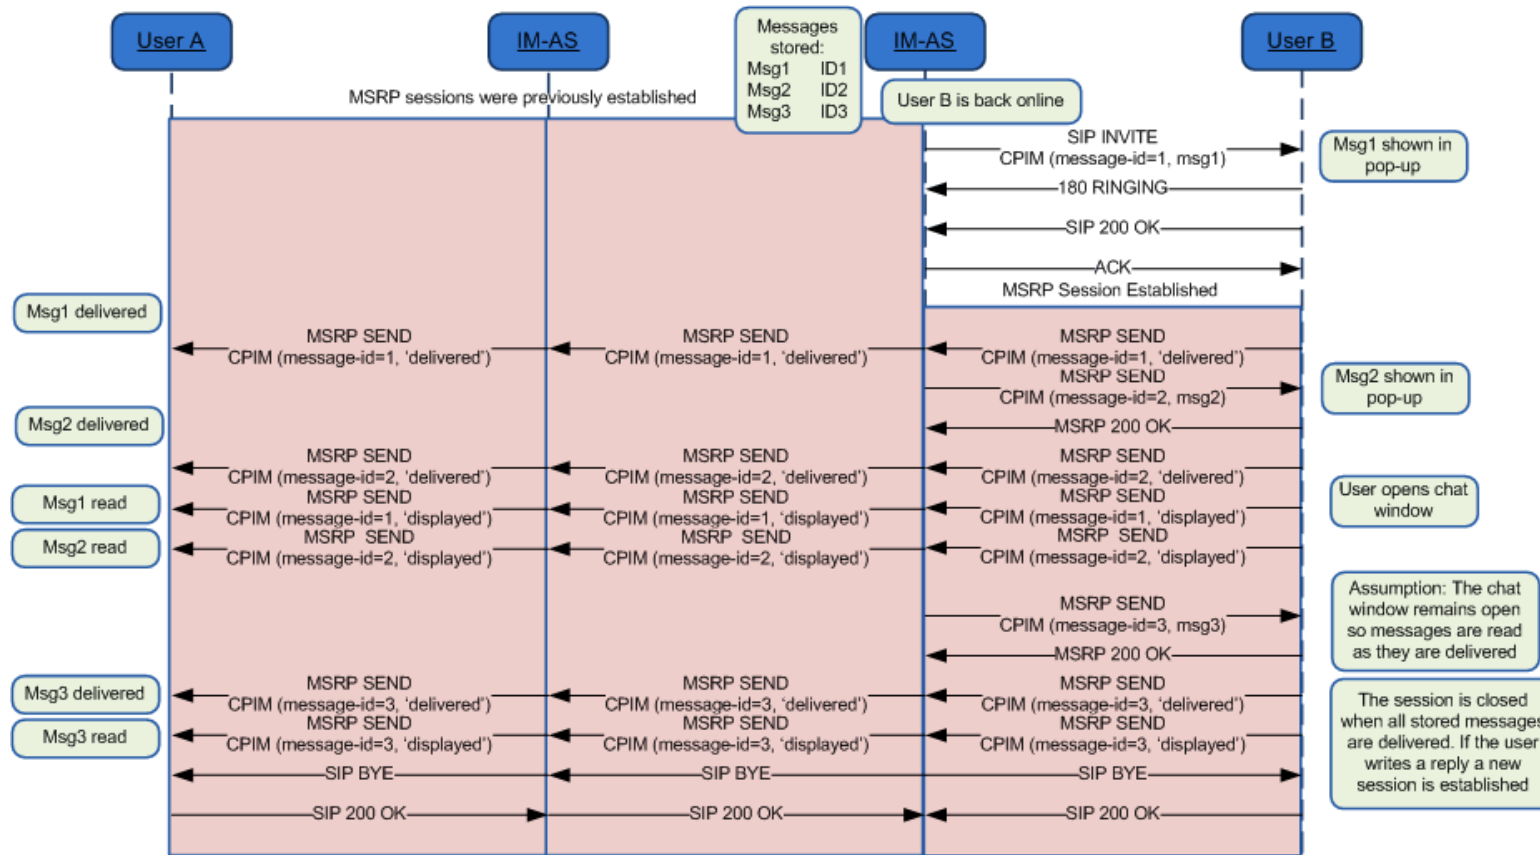 User A
IM-AS
Messages
stored:
Msg1 ID1
Msg2 ID2
Msg3 ID3
IM-AS
User B
MSRP sessions were previously established
User B is back online
SIP INVITE
CPIM (message-id=1, msg1)
Msg1 shown in
pop-up
180 RINGING
SIP 200 OK
ACK
MSRP Session Established
Msg1 delivered
MSRP SEND
CPIM (message-id=1, ‘delivered’)
MSRP SEND
CPIM (message-id=1, ‘delivered’)
MSRP SEND
CPIM (message-id=1, ‘delivered’)
MSRP SEND
CPIM (message-id=2, msg2)
Msg2 shown in
pop-up
Msg2 delivered
MSRP 200 OK
MSRP SEND
CPIM (message-id=2, ‘delivered’)
MSRP SEND
CPIM (message-id=2, ‘delivered’)
MSRP SEND
CPIM (message-id=2, ‘delivered’)
Msg1 read
MSRP SEND
CPIM (message-id=1, ‘displayed’)
MSRP SEND
CPIM (message-id=1, ‘displayed’)
MSRP SEND
CPIM (message-id=1, ‘displayed’)
User opens chat
window
Msg2 read
MSRP SEND
CPIM (message-id=2, ‘displayed’)
MSRP SEND
CPIM (message-id=2, ‘displayed’)
MSRP SEND
CPIM (message-id=2, ‘displayed’)
MSRP SEND
CPIM (message-id=3, msg3)
Assumption: The chat
window remains open
so messages are read
as they are delivered
MSRP 200 OK
Msg3 delivered
MSRP SEND
CPIM (message-id=3, ‘delivered’)
MSRP SEND
CPIM (message-id=3, ‘delivered’)
MSRP SEND
CPIM (message-id=3, ‘delivered’)
Msg3 read
MSRP SEND
CPIM (message-id=3, ‘displayed’)
MSRP SEND
CPIM (message-id=3, ‘displayed’)
MSRP SEND
CPIM (message-id=3, ‘displayed’)
The session is closed
when all stored messages
are delivered. If the user
writes a reply a new
session is established
SIP BYE
SIP BYE
SIP BYE
SIP 200 OK
SIP 200 OK
SIP 200 OK